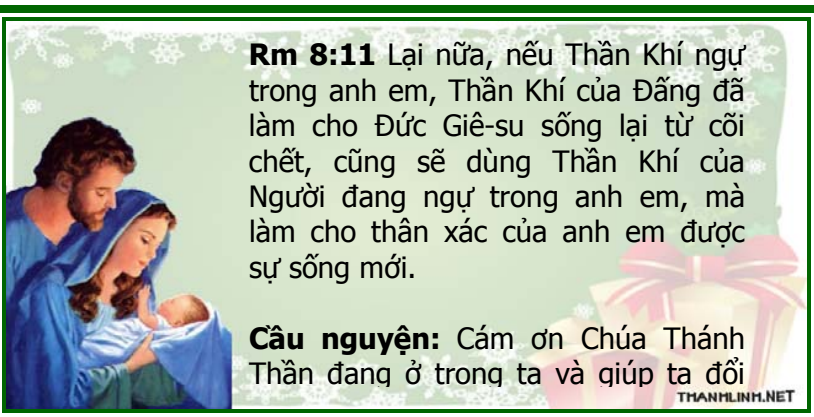 Rm 8:11 Lại nữa, nếu Thần Khí ngự
trong anh em, Thần Khí của Đấng đã
làm cho Đức Giê-su sống lại từ cõi
chết, cũng sẽ dùng Thần Khí của
Người đang ngự trong anh em, mà
làm cho thân xác của anh em được
sự sống mới.
Cầu nguyện: Cám ơn Chúa Thánh
Thần đang ở trong ta và giúp ta đổi
THANHLINH.NET